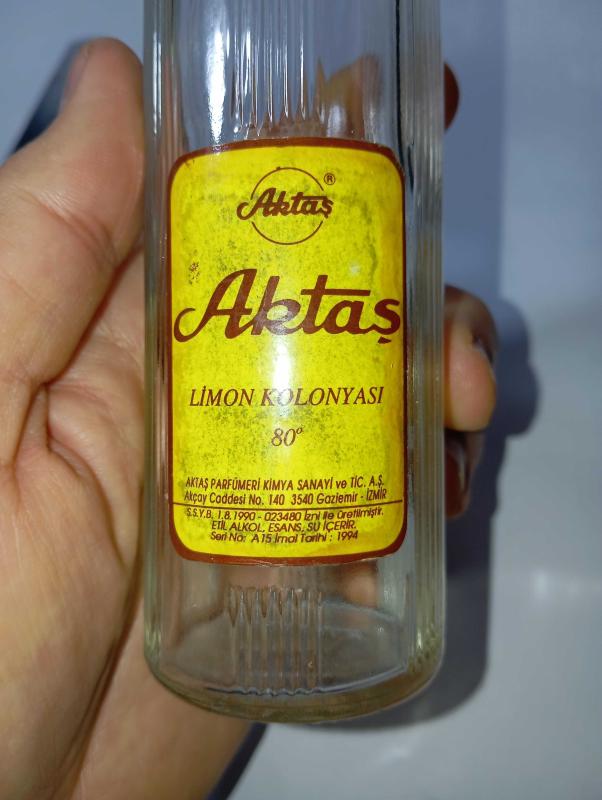 Aktaş ®
Aktaş
LİMON KOLONYASI
80°
AKTAŞ PARFÜMERİ KİMYA SANAYİ ve TİC. A.Ş.
Akçay Caddesi No. 140 3540 Gaziemir - İZMİR
S.S.Y.B. 1.8.1990 - 023480 İzni ile üretilmiştir.
ETİL ALKOL, ESANS, SU İÇERİR.
Seri No: A15 İmal Tarihi : 1994